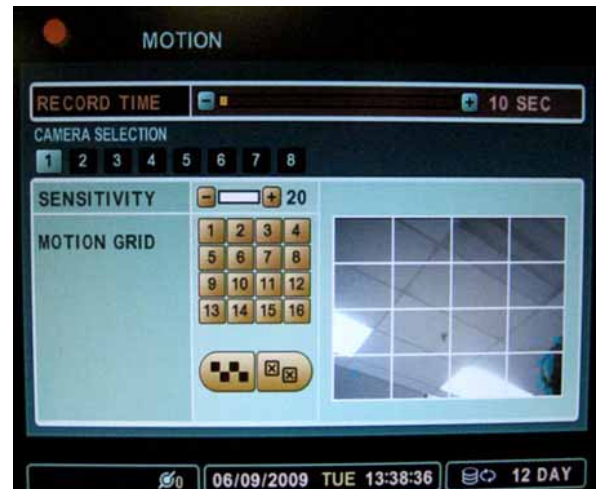 MOTION
RECORD TIME - + 10 SEC
CAMERA SELECTION
1 2 3 4 5 6 7 8
SENSITIVITY - + 20
MOTION GRID
1 2 3 4
5 6 7 8
9 10 11 12
13 14 15 16
0 06/09/2009 TUE 13:38:36 12 DAY